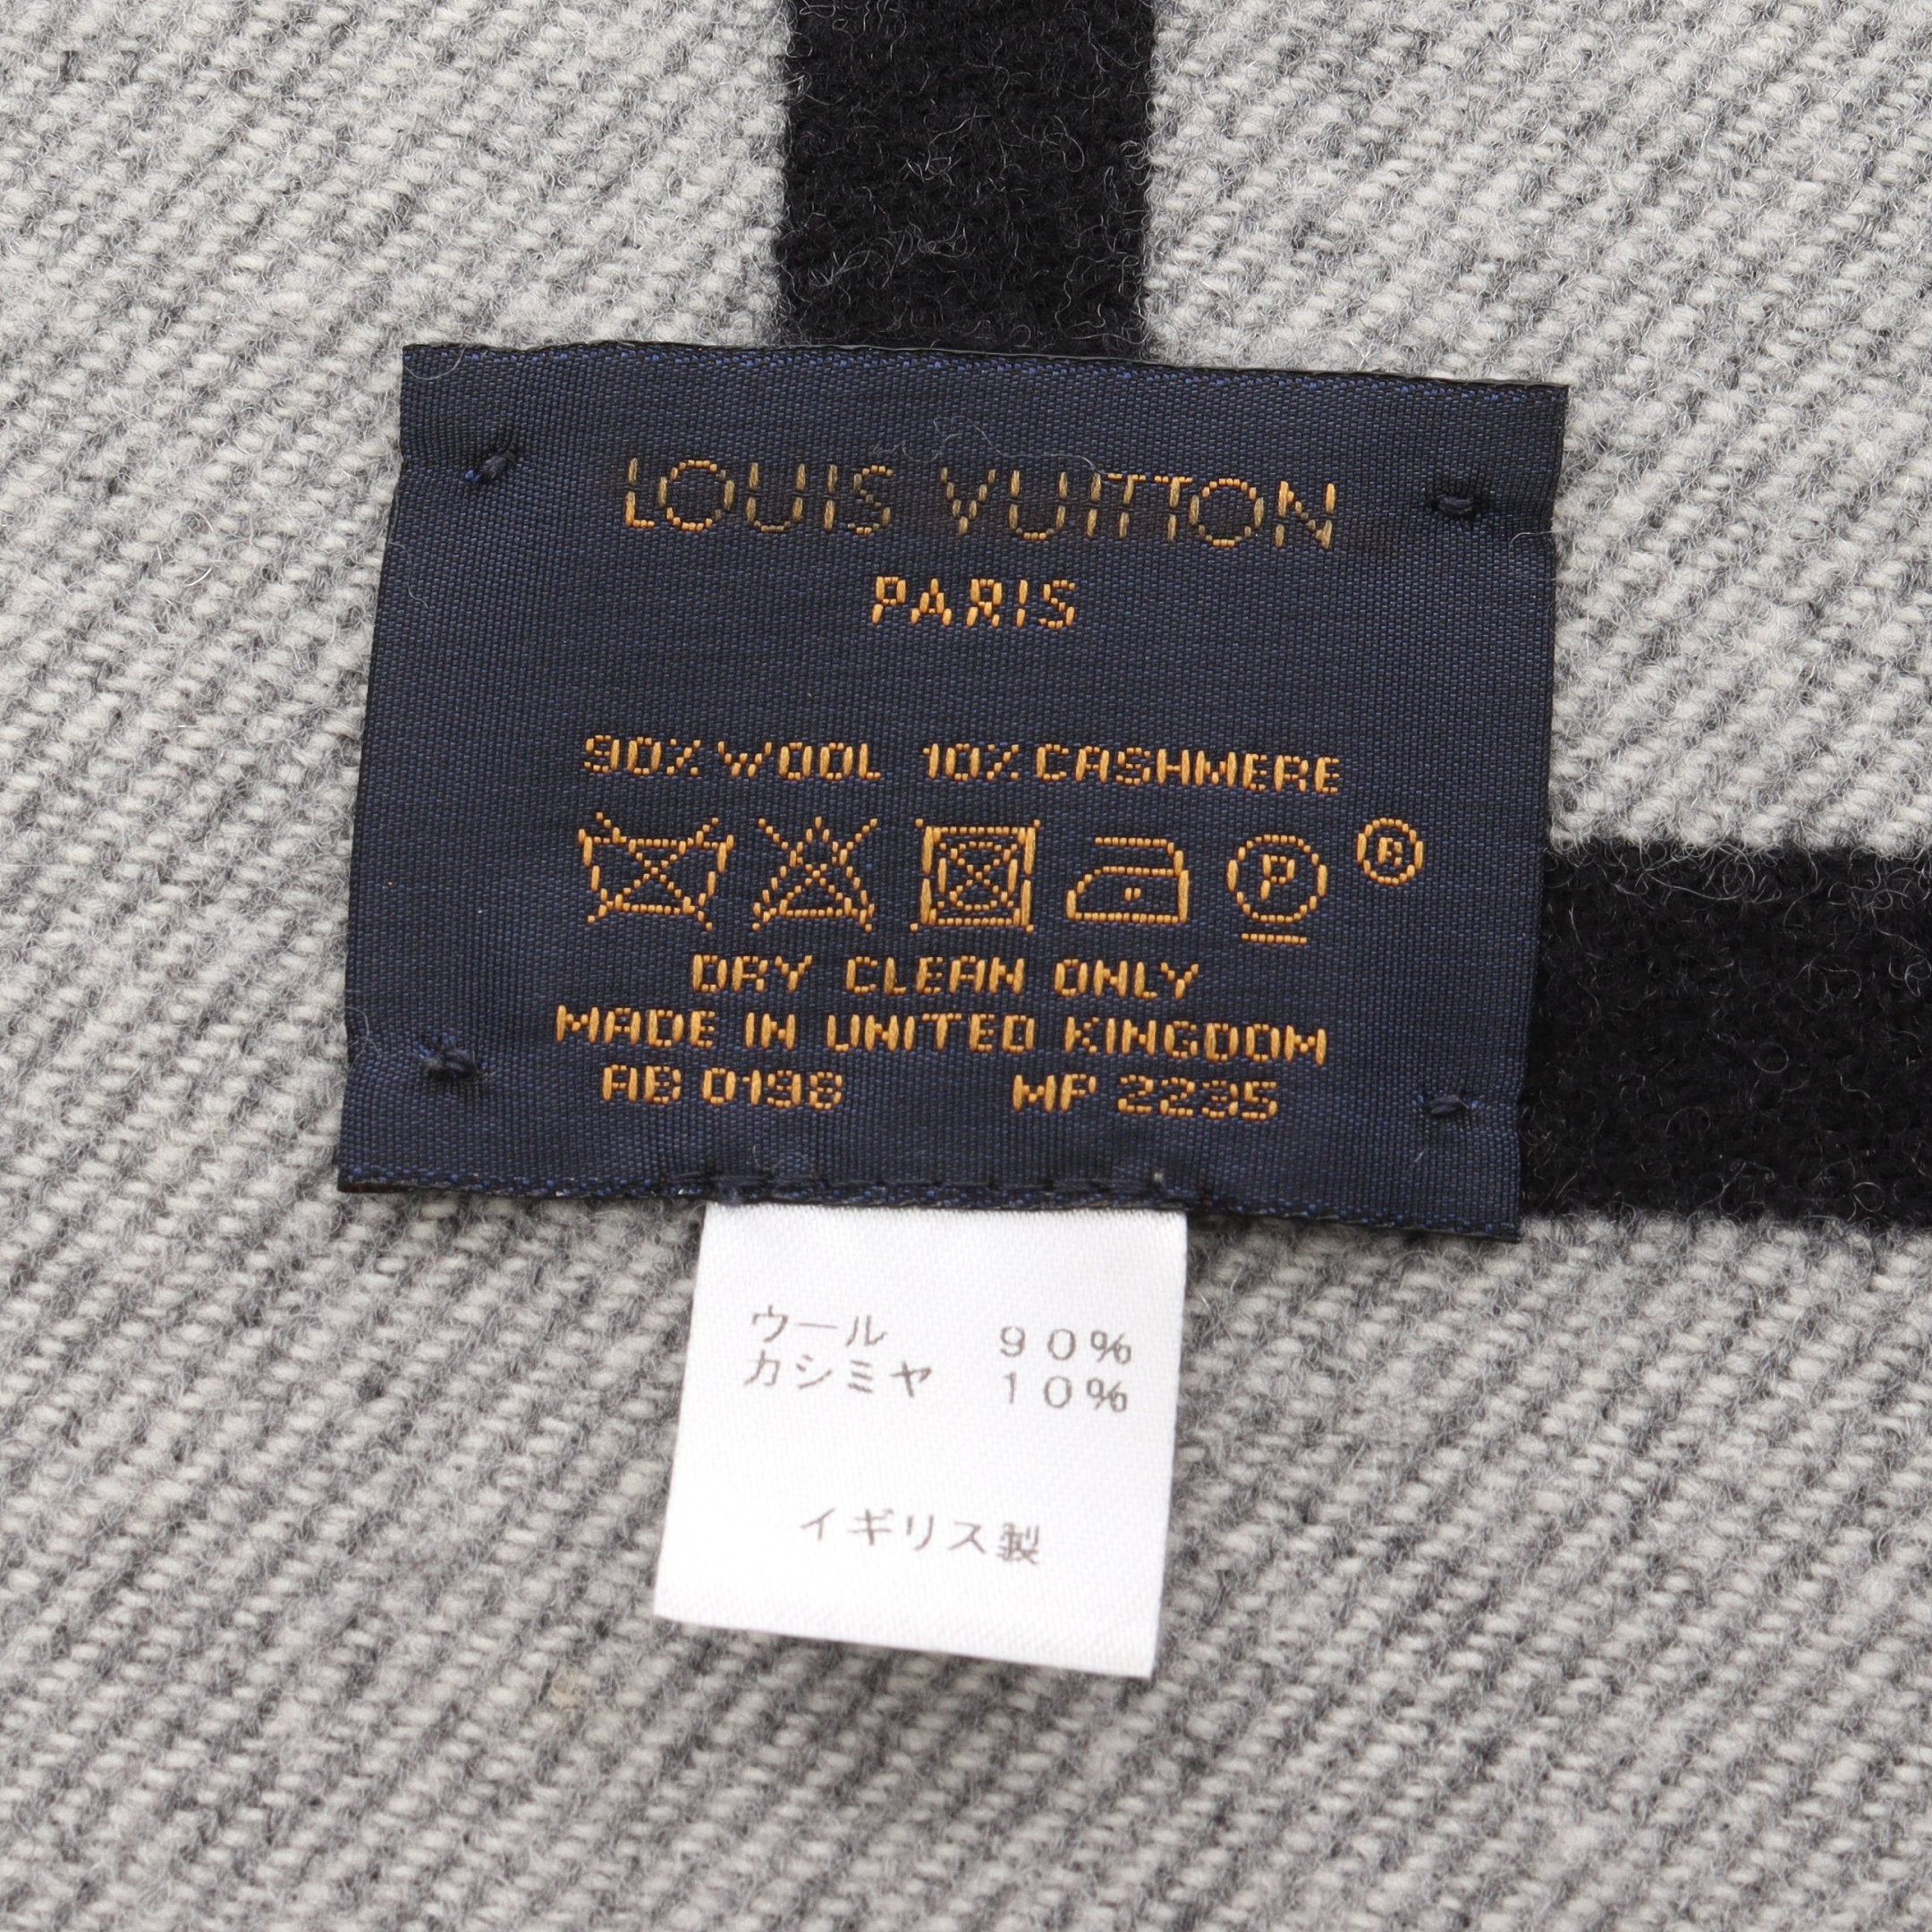 LOUIS VUITTON
PARIS
90% WOOL 10% CASHMERE
P ®
DRY CLEAN ONLY
MADE IN UNITED KINGDOM
AB 0198 MP 2235
ウール 90%
カシミヤ 10%
イギリス製